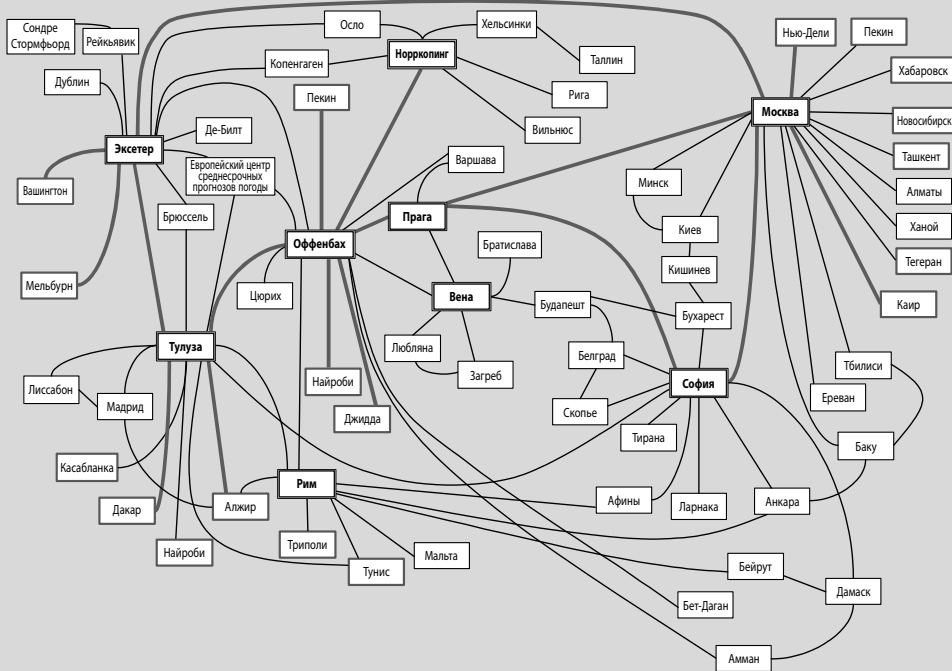 Сондре
Стормфьорд
Рейкьявик
Осло
Хельсинки
Нью-Дели
Пекин
Копенгаген
Норркопинг
Таллин
Хабаровск
Дублин
Пекин
Рига
Москва
Новосибирск
Де-Билт
Вильнюс
Эксетер
Варшава
Ташкент
Европейский центр
среднесрочных
прогнозов погоды
Минск
Вашингтон
Алматы
Брюссель
Прага
Ханой
Киев
Оффенбах
Братислава
Тегеран
Кишинев
Мельбурн
Цюрих
Вена
Будапешт
Каир
Бухарест
Тулуза
Любляна
Белград
Тбилиси
Загреб
Найроби
София
Лиссабон
Мадрид
Ереван
Скопье
Джидда
Тирана
Баку
Касабланка
Рим
Афины
Ларнака
Анкара
Дакар
Алжир
Найроби
Триполи
Мальта
Тунис
Бейрут
Дамаск
Бет-Даган
Амман